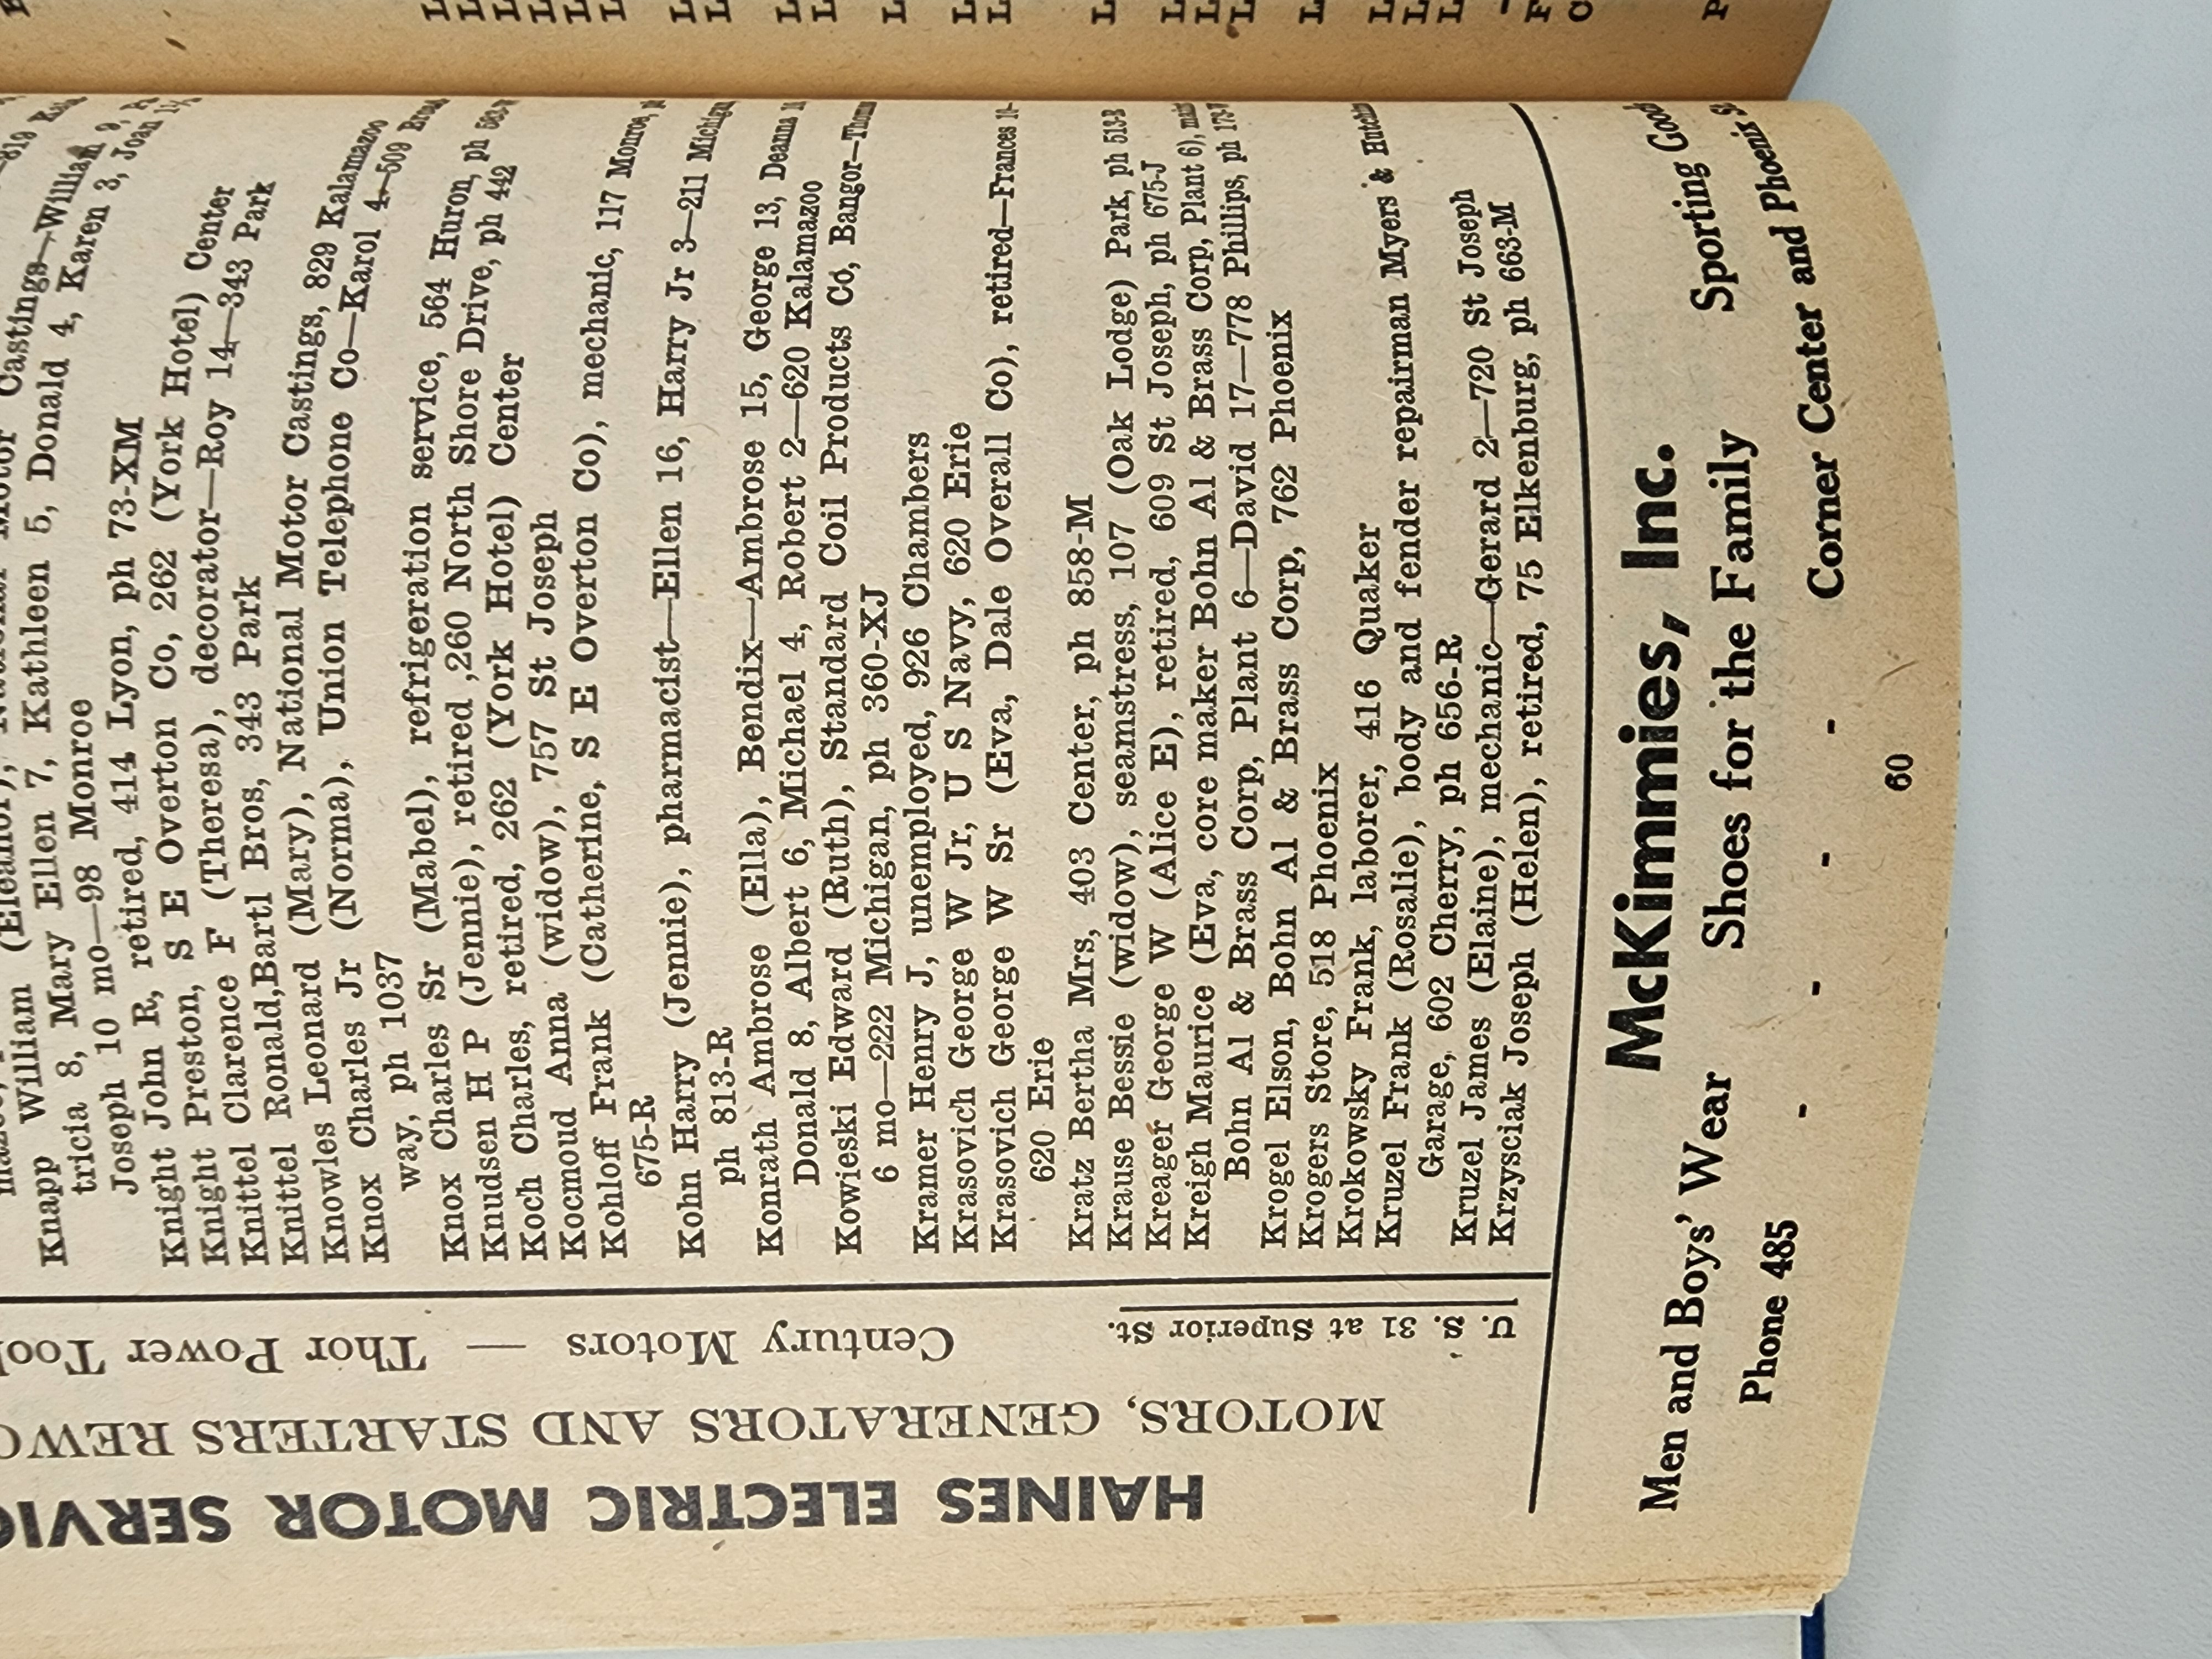 Knapp William (Eleanor), National Motor Castings—William 9,
tricia 8, Mary Ellen 7, Kathleen 5, Donald 4, Karen 3, Joan
Joseph 10 mo—98 Monroe
Knight John R, retired, 414 Lyon, ph 73-XM
Knight Preston, S E Overton Co, 262 (York Hotel) Center
Knittel Clarence F (Theresa), decorator—Roy 14—343 Park
Knittel Ronald,Bartl Bros, 343 Park
Knowles Leonard (Mary), National Motor Castings, 829 Kalamazoo
Knox Charles Jr (Norma), Union Telephone Co—Karol 4—509
way, ph 1037
Knox Charles Sr (Mabel), refrigeration service, 564 Huron, ph
Knudsen H P (Jennie), retired ,260 North Shore Drive, ph 442
Koch Charles, retired, 262 (York Hotel) Center
Kocmoud Anna (widow), 757 St Joseph
Kohloff Frank (Catherine, S E Overton Co), mechanic, 117 Monroe,
675-R
Kohn Harry (Jennie), pharmacist—Ellen 16, Harry Jr 3—211 Michigan
ph 813-R
Konrath Ambrose (Ella), Bendix—Ambrose 15, George 13, Deanna
Donald 8, Albert 6, Michael 4, Robert 2—620 Kalamazoo
Kowieski Edward (Ruth), Standard Coil Products Co, Bangor—
6 mo—222 Michigan, ph 360-XJ
Kramer Henry J, unemployed, 926 Chambers
Krasovich George W Jr, U S Navy, 620 Erie
Krasovich George W Sr (Eva, Dale Overall Co), retired—Frances
620 Erie
Kratz Bertha Mrs, 403 Center, ph 858-M
Krause Bessie (widow), seamstress, 107 (Oak Lodge) Park, ph
Kreager George W (Alice E), retired, 609 St Joseph, ph 675-J
Kreigh Maurice (Eva, core maker Bohn Al & Brass Corp, Plant 6),
Bohn Al & Brass Corp, Plant 6—David 17—778 Phillips, ph
Krogel Elson, Bohn Al & Brass Corp, 762 Phoenix
Krogers Store, 518 Phoenix
Krokowsky Frank, laborer, 416 Quaker
Kruzel Frank (Rosalie), body and fender repairman Myers &
Garage, 602 Cherry, ph 656-R
Kruzel James (Elaine), mechanic—Gerard 2—720 St Joseph
Krzysciak Joseph (Helen), retired, 75 Elkenburg, ph 663-M
McKimmies, Inc.
Men and Boys' Wear Shoes for the Family Sporting
Phone 485 - - - - Corner Center and Phoenix
60
HAINES ELECTRIC MOTOR
MOTORS, GENERATORS AND STARTERS
Century Motors — Thor Power
U. S. 31 at Superior St.